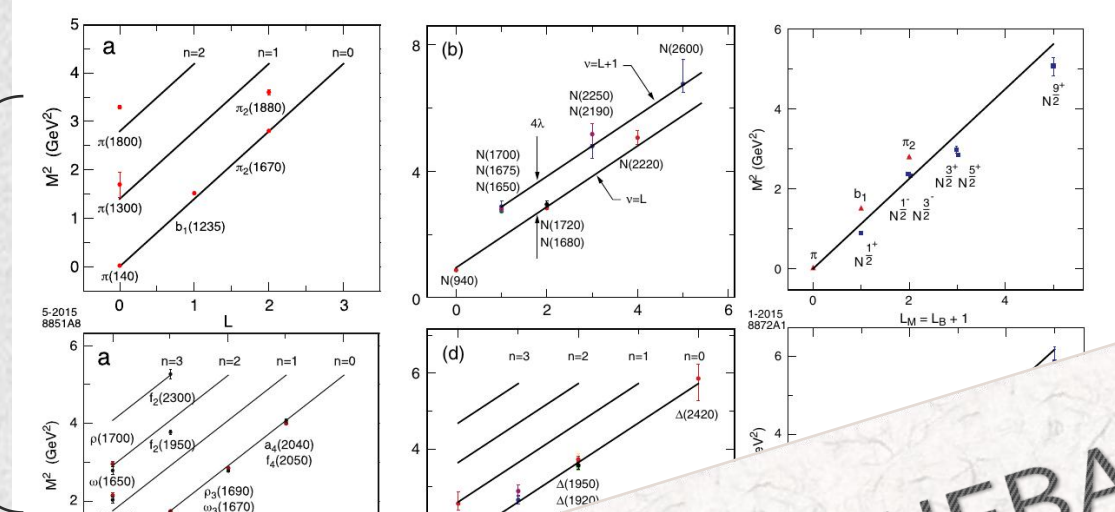 a
n=2
n=1
n=0
5
4
3
2
1
0
M² (GeV²)
π(1800)
π(1300)
π(140)
b₁(1235)
π₂(1880)
π₂(1670)
0
1
2
3
L
5-2015
8851A8
(b)
8
4
0
N(2600)
ν=L+1
N(2250)
N(2190)
4λ
N(1700)
N(1675)
N(1650)
N(2220)
ν=L
N(1720)
N(1680)
N(940)
0
2
4
6
6
4
2
0
M² (GeV²)
π
b₁
π₂
N 1/2⁺
N 1/2⁻ N 3/2⁻
N 3/2⁺ N 5/2⁺
N 9/2⁺
0
2
4
L_M = L_B + 1
1-2015
8872A1
a
n=3
n=2
n=1
n=0
6
4
2
M² (GeV²)
f₂(2300)
ρ(1700)
f₂(1950)
ω(1650)
a₄(2040)
f₄(2050)
ρ₃(1690)
ω₃(1670)
(d)
n=3
n=2
n=1
n=0
6
4
Δ(2420)
Δ(1950)
Δ(1920)
6
4
eV²)